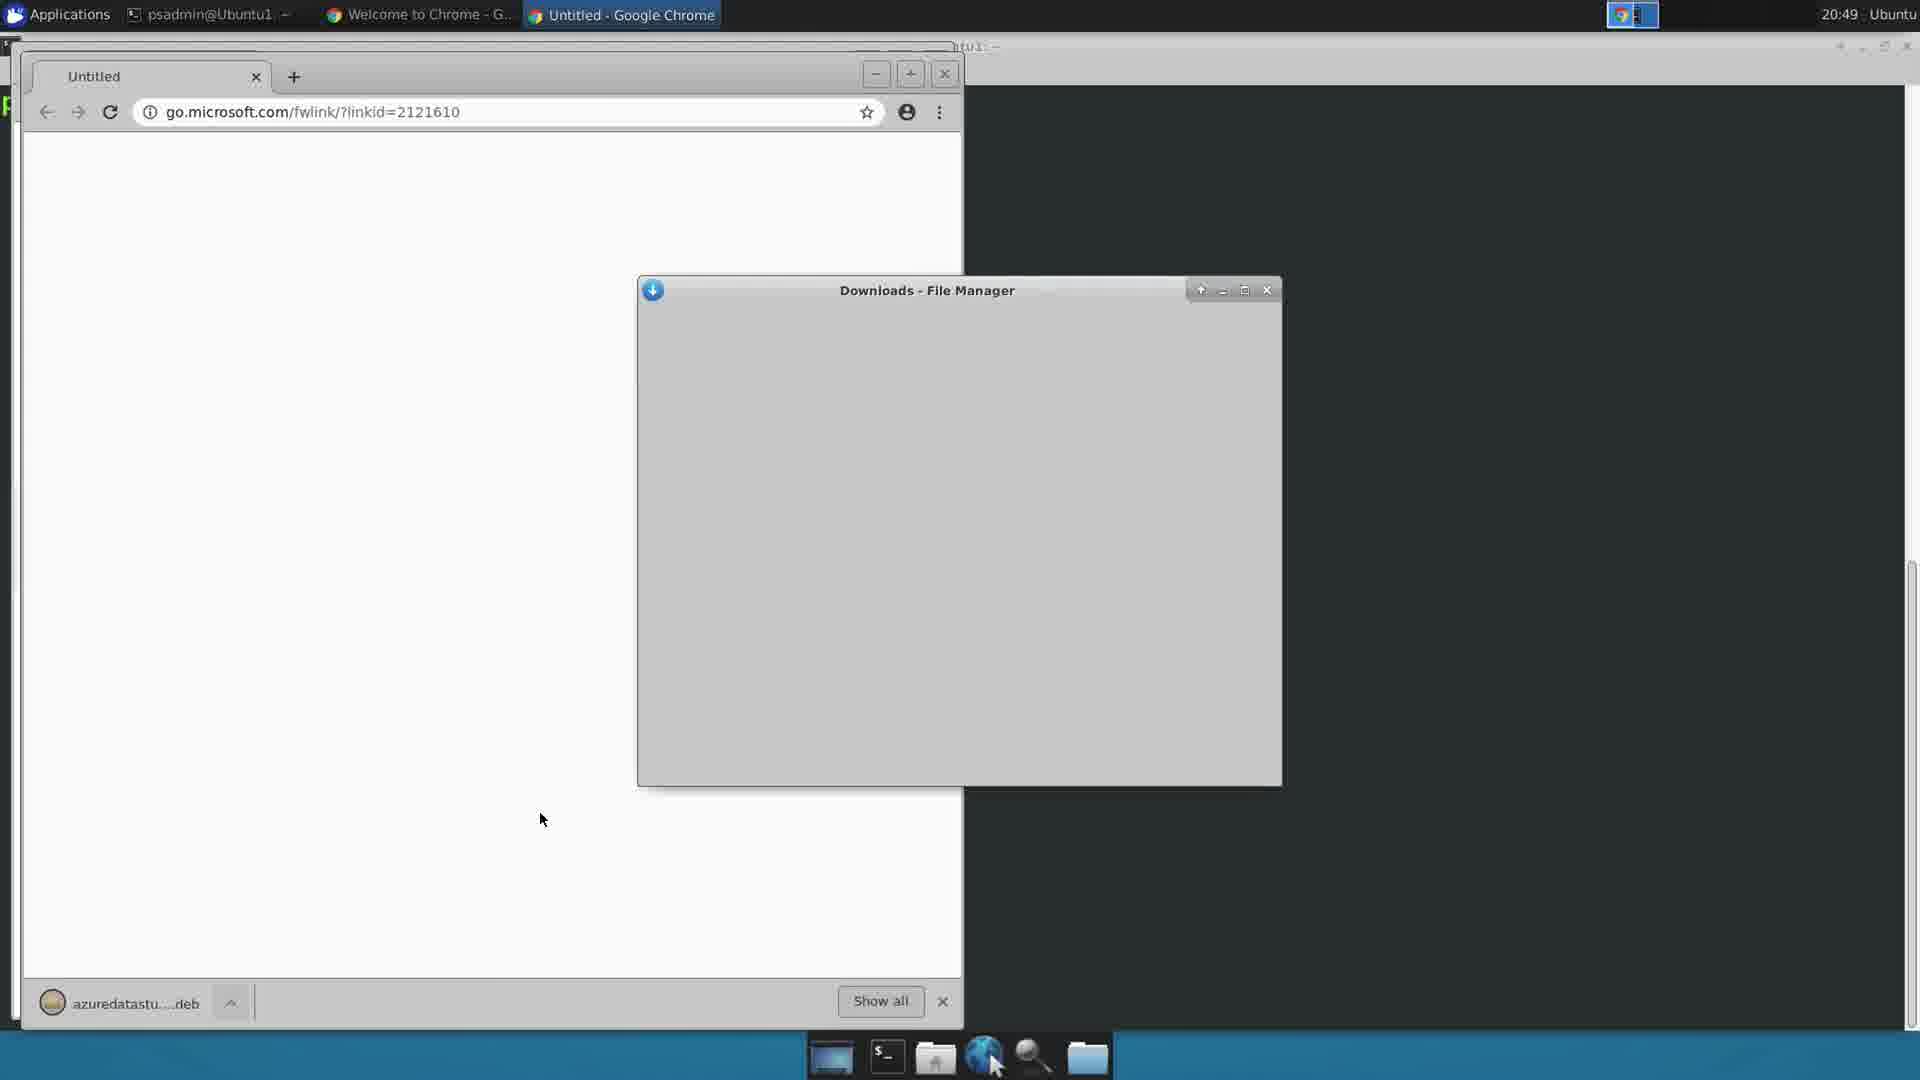 Applications
psadmin@Ubuntu1: ~
Welcome to Chrome - G...
Untitled - Google Chrome
20:49
Ubuntu
ntu1: ~
Untitled
go.microsoft.com/fwlink/?linkid=2121610
Downloads - File Manager
azuredatastu....deb
Show all
$_